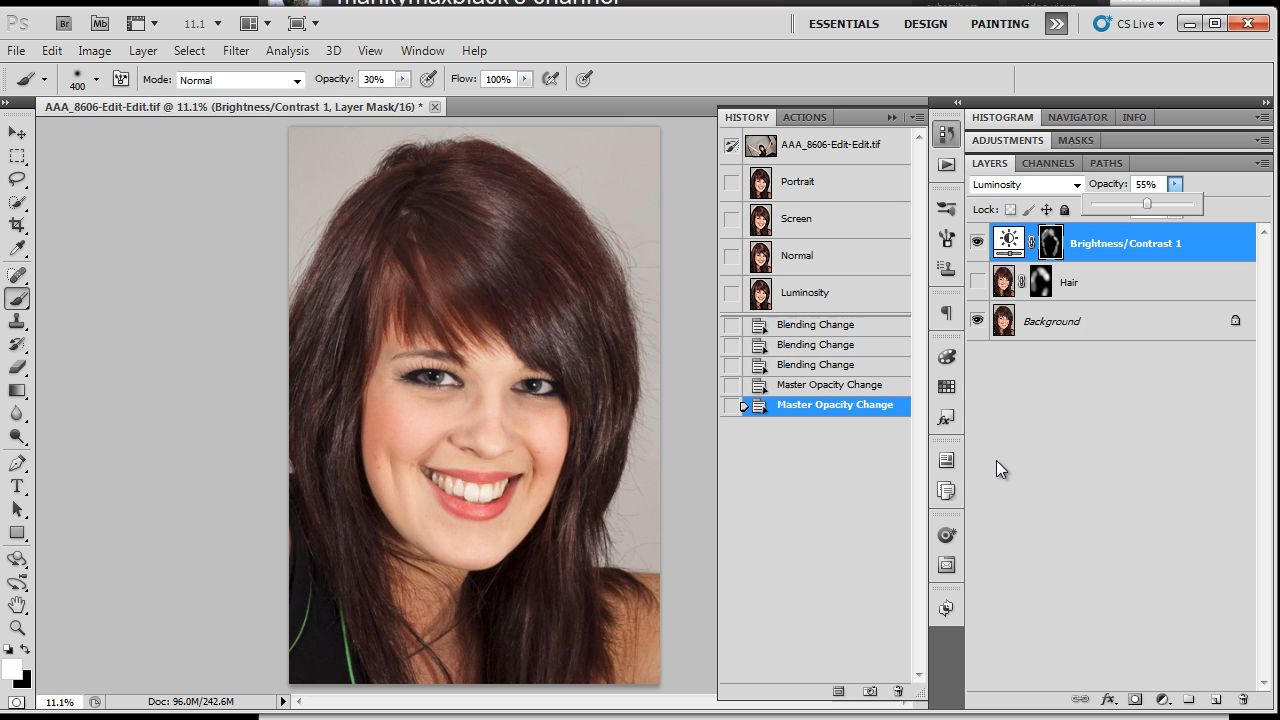 mankymaxblack's channel
Ps Br Mb 11.1 ESSENTIALS DESIGN PAINTING CS Live
File Edit Image Layer Select Filter Analysis 3D View Window Help
400 Mode: Normal Opacity: 30% Flow: 100%
AAA_8606-Edit-Edit.tif @ 11.1% (Brightness/Contrast 1, Layer Mask/16) *
HISTORY ACTIONS
AAA_8606-Edit-Edit.tif
Portrait
Screen
Normal
Luminosity
Blending Change
Blending Change
Blending Change
Master Opacity Change
Master Opacity Change
HISTOGRAM NAVIGATOR INFO
ADJUSTMENTS MASKS
LAYERS CHANNELS PATHS
Luminosity Opacity: 55%
Lock:
Brightness/Contrast 1
Hair
Background
11.1% Doc: 96.0M/242.6M